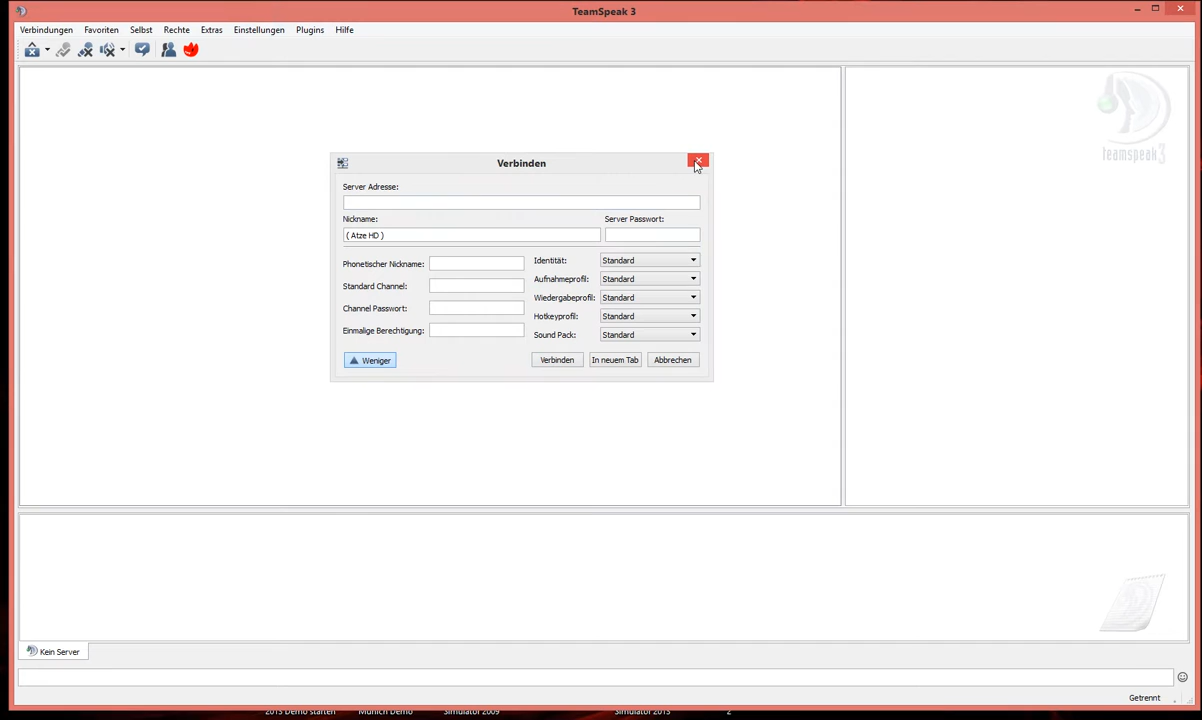 TeamSpeak 3
Verbindungen Favoriten Selbst Rechte Extras Einstellungen Plugins Hilfe
teamspeak3
Verbinden
Server Adresse:
Nickname: Server Passwort:
( Atze HD )
Phonetischer Nickname: Identität: Standard
Standard Channel: Aufnahmeprofil: Standard
Channel Passwort: Wiedergabeprofil: Standard
Einmalige Berechtigung: Hotkeyprofil: Standard
Sound Pack: Standard
Weniger Verbinden In neuem Tab Abbrechen
Kein Server
Getrennt
2013 Demo starten Munich Demo Simulator 2009 Simulator 2013 2